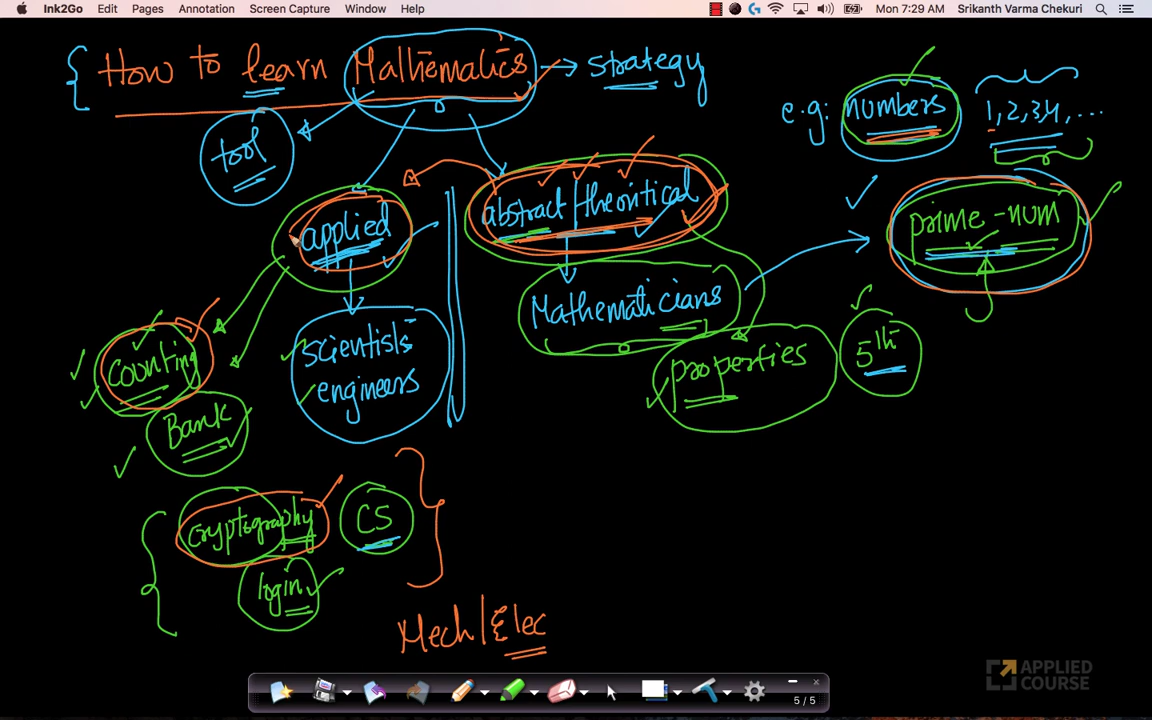 Ink2Go Edit Pages Annotation Screen Capture Window Help
Mon 7:29 AM Srikanth Varma Chekuri
{ How to learn Mathematics → strategy
e.g: numbers 1,2,3,4, ...
tool
applied
abstract/theoritical
prime-num
Mathematicians
scientists
engineers
properties
5th
counting
Bank
cryptography
CS
login
Mech/Elec
5/5
APPLIED
COURSE